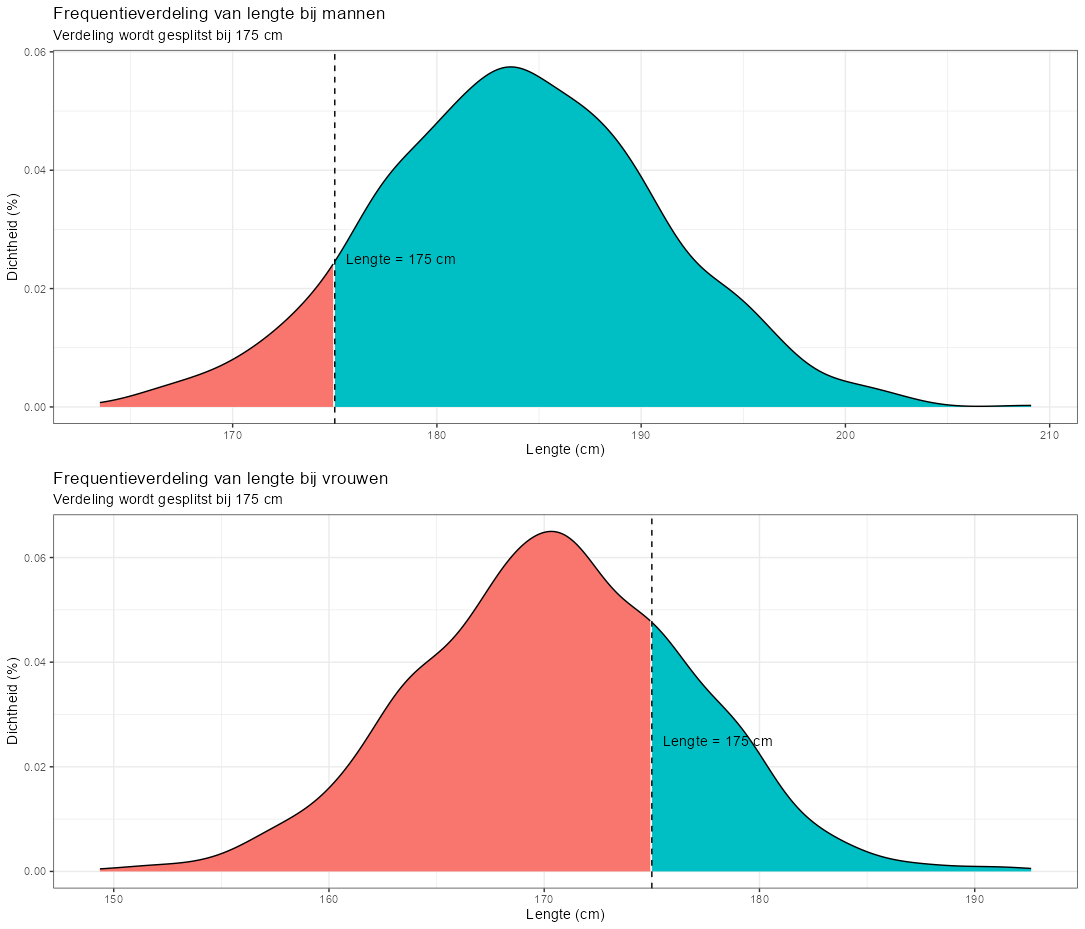 Frequentieverdeling van lengte bij mannen
Verdeling wordt gesplitst bij 175 cm
0.06
0.04
0.02
0.00
Dichtheid (%)
Lengte = 175 cm
170 180 190 200 210
Lengte (cm)
Frequentieverdeling van lengte bij vrouwen
Verdeling wordt gesplitst bij 175 cm
0.06
0.04
0.02
0.00
Dichtheid (%)
Lengte = 175 cm
150 160 170 180 190
Lengte (cm)